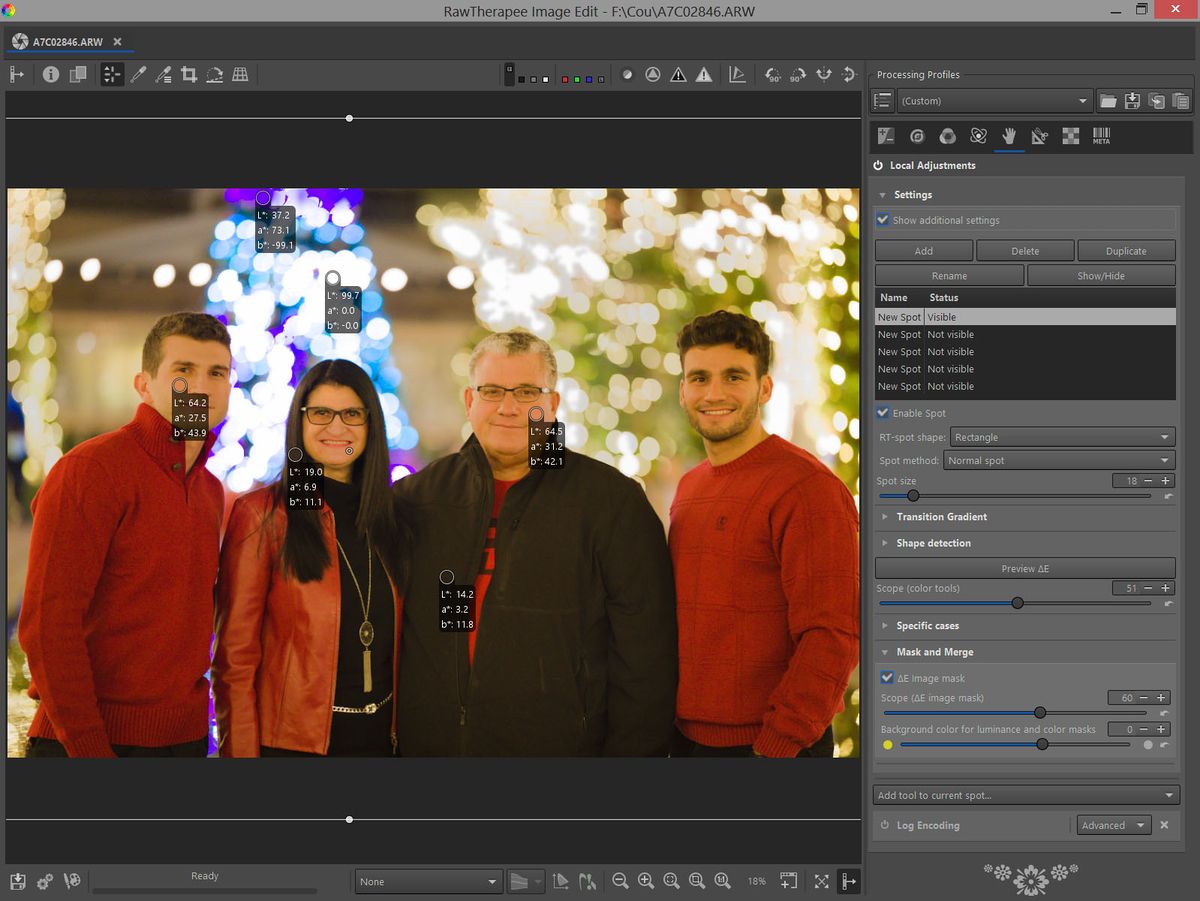 RawTherapee Image Edit - F:\Cou\A7C02846.ARW
A7C02846.ARW
90°
90°
1:1
L*: 37.2
a*: 73.1
b*: -99.1
L*: 99.7
a*: 0.0
b*: -0.0
L*: 64.2
a*: 27.5
b*: 43.9
L*: 64.5
a*: 31.2
b*: 42.1
L*: 19.0
a*: 6.9
b*: 11.1
L*: 14.2
a*: 3.2
b*: 11.8
Ready
None
18%
Processing Profiles
(Custom)
META
Local Adjustments
Settings
Show additional settings
Add Delete Duplicate
Rename Show/Hide
Name Status
New Spot Visible
New Spot Not visible
New Spot Not visible
New Spot Not visible
New Spot Not visible
Enable Spot
RT-spot shape: Rectangle
Spot method: Normal spot
Spot size 18
Transition Gradient
Shape detection
Preview ΔE
Scope (color tools) 51
Specific cases
Mask and Merge
ΔE Image mask
Scope (ΔE image mask) 60
Background color for luminance and color masks 0
Add tool to current spot...
Log Encoding Advanced